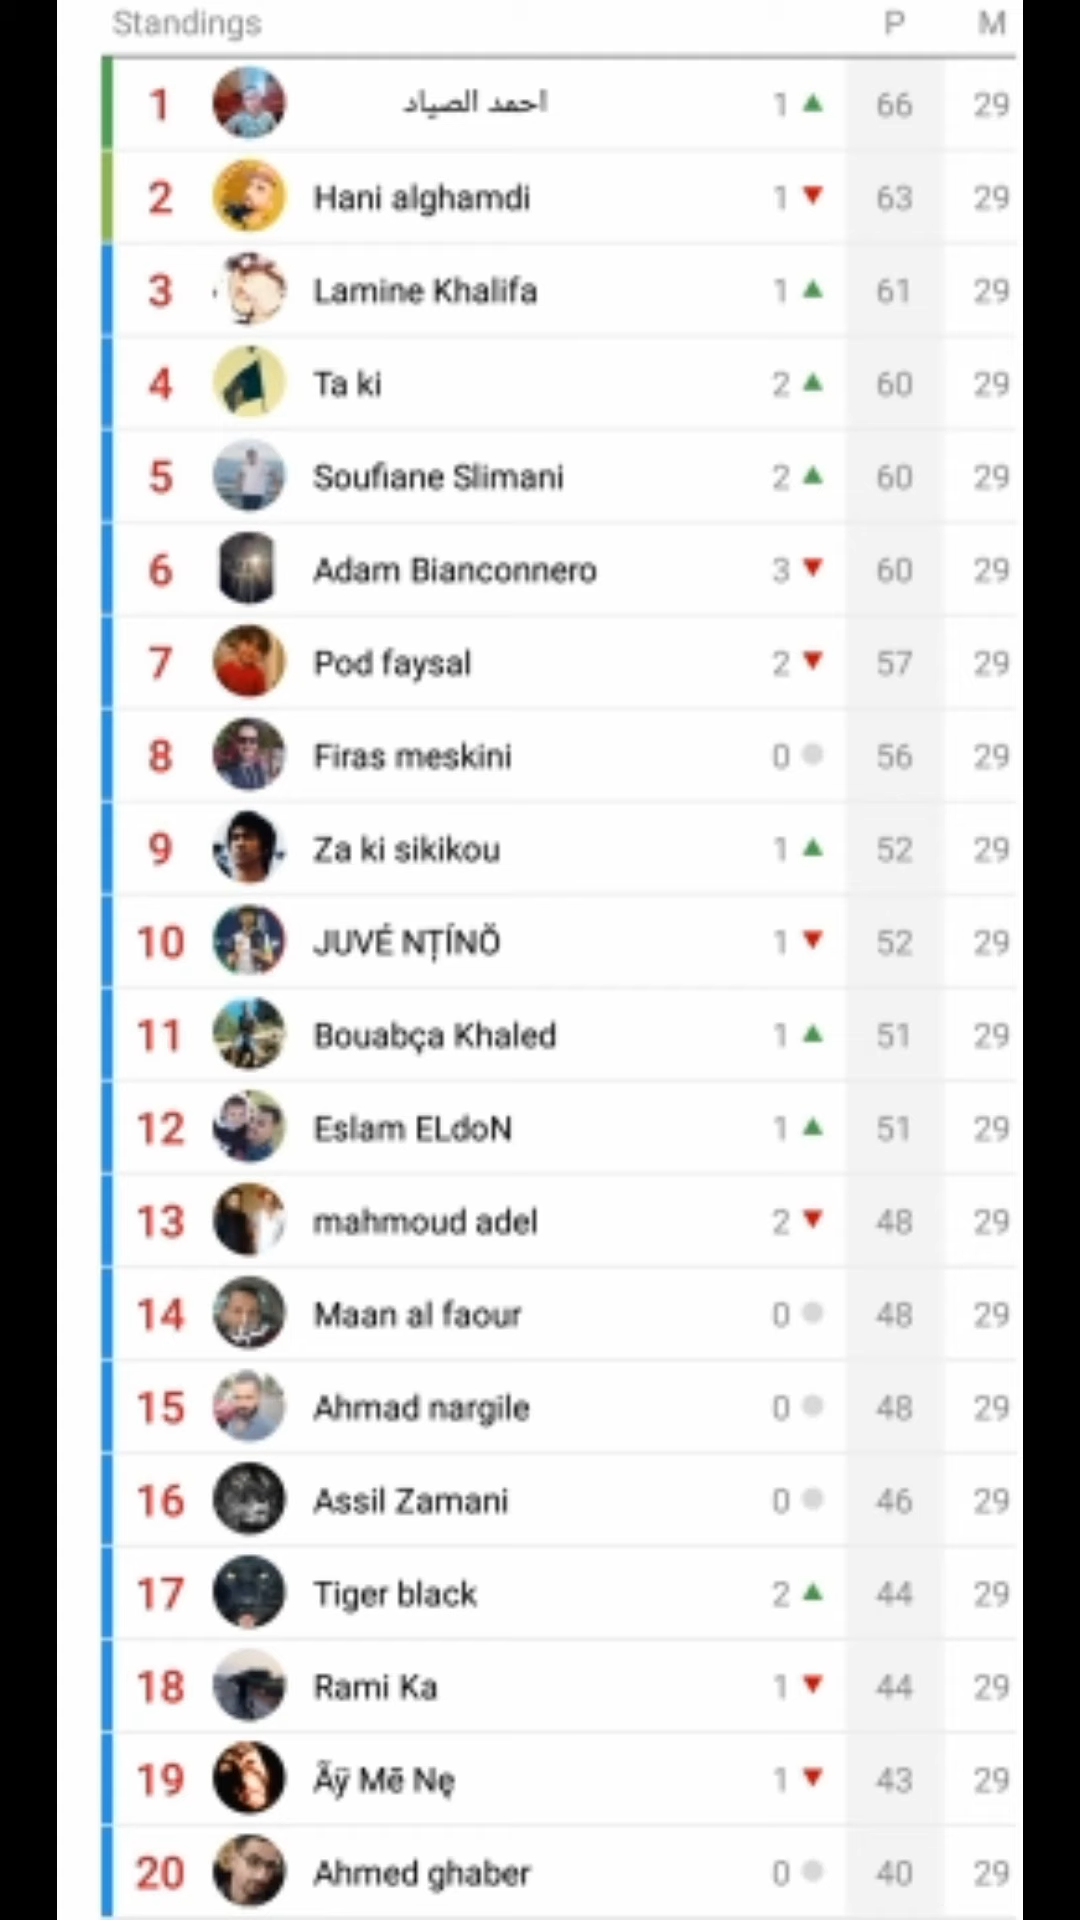 Standings P M
1 احمد الصياد 1 ▲ 66 29
2 Hani alghamdi 1 ▼ 63 29
3 Lamine Khalifa 1 ▲ 61 29
4 Ta ki 2 ▲ 60 29
5 Soufiane Slimani 2 ▲ 60 29
6 Adam Bianconnero 3 ▼ 60 29
7 Pod faysal 2 ▼ 57 29
8 Firas meskini 0 56 29
9 Za ki sikikou 1 ▲ 52 29
10 JUVÉ NŢÍNÖ 1 ▼ 52 29
11 Bouabça Khaled 1 ▲ 51 29
12 Eslam ELdoN 1 ▲ 51 29
13 mahmoud adel 2 ▼ 48 29
14 Maan al faour 0 48 29
15 Ahmad nargile 0 48 29
16 Assil Zamani 0 46 29
17 Tiger black 2 ▲ 44 29
18 Rami Ka 1 ▼ 44 29
19 Ãÿ Mē Nę 1 ▼ 43 29
20 Ahmed ghaber 0 40 29